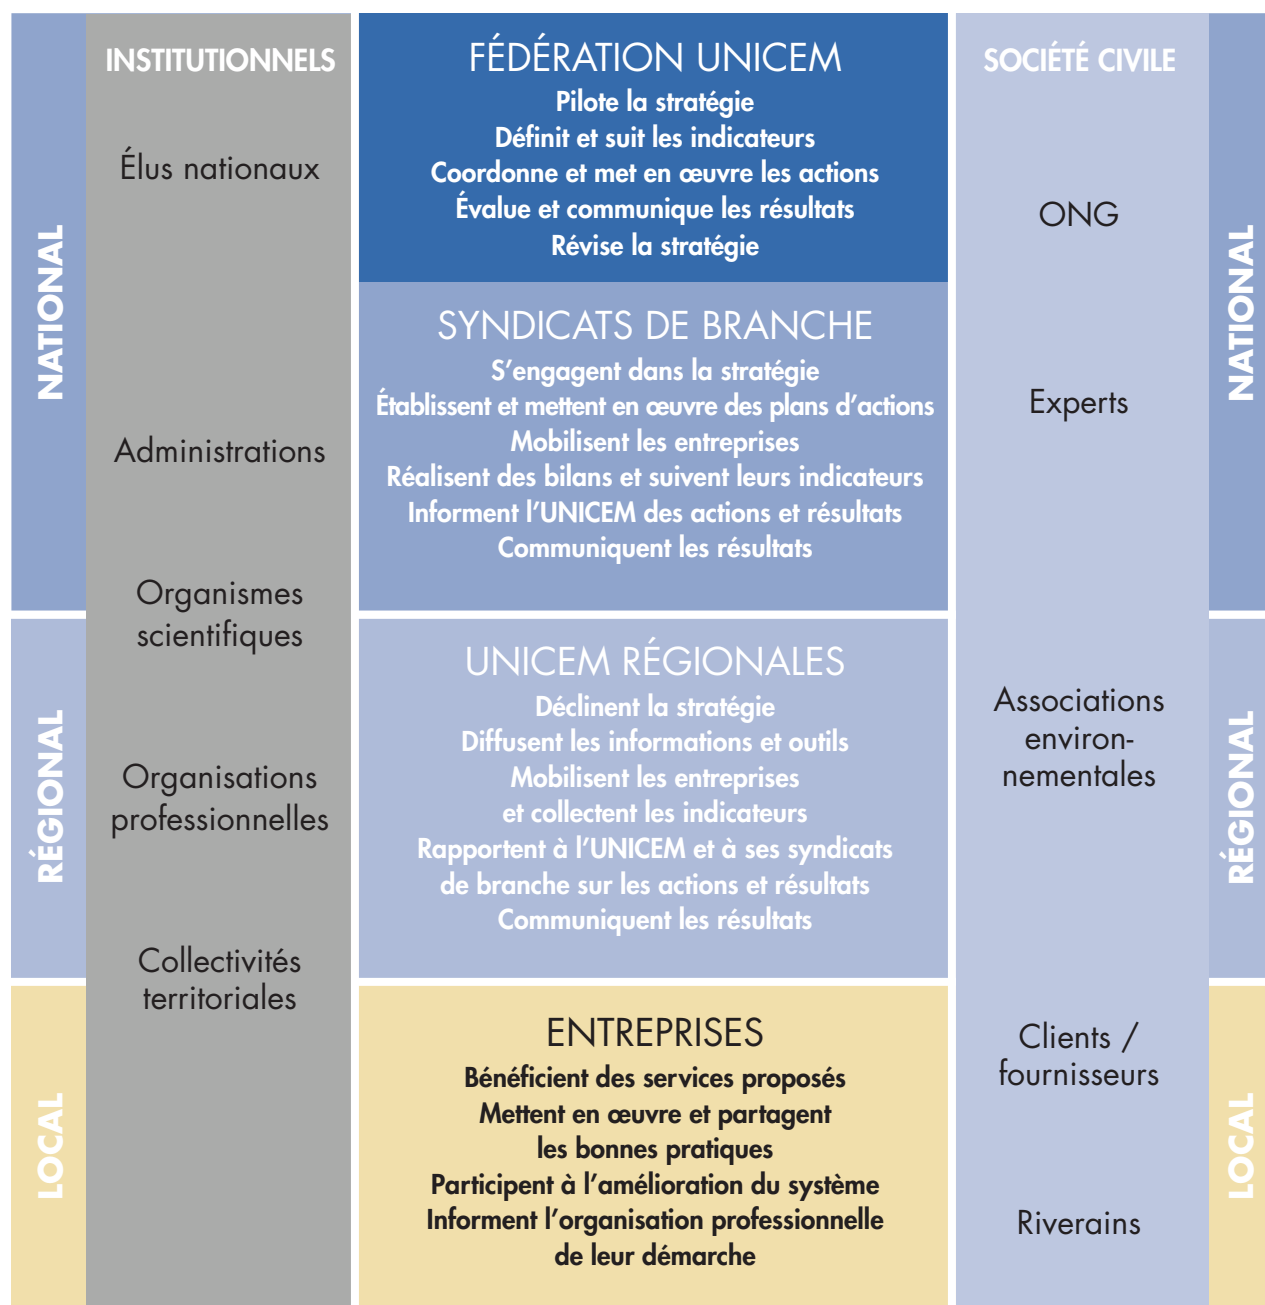 NATIONAL
RÉGIONAL
LOCAL
INSTITUTIONNELS
Élus nationaux
Administrations
Organismes
scientifiques
Organisations
professionnelles
Collectivités
territoriales
FÉDÉRATION UNICEM
Pilote la stratégie
Définit et suit les indicateurs
Coordonne et met en œuvre les actions
Évalue et communique les résultats
Révise la stratégie
SYNDICATS DE BRANCHE
S’engagent dans la stratégie
Établissent et mettent en œuvre des plans d’actions
Mobilisent les entreprises
Réalisent des bilans et suivent leurs indicateurs
Informent l’UNICEM des actions et résultats
Communiquent les résultats
UNICEM RÉGIONALES
Déclinent la stratégie
Diffusent les informations et outils
Mobilisent les entreprises
et collectent les indicateurs
Rapportent à l’UNICEM et à ses syndicats
de branche sur les actions et résultats
Communiquent les résultats
ENTREPRISES
Bénéficient des services proposés
Mettent en œuvre et partagent
les bonnes pratiques
Participent à l’amélioration du système
Informent l’organisation professionnelle
de leur démarche
SOCIÉTÉ CIVILE
ONG
Experts
Associations
environ-
nementales
Clients /
fournisseurs
Riverains
NATIONAL
RÉGIONAL
LOCAL